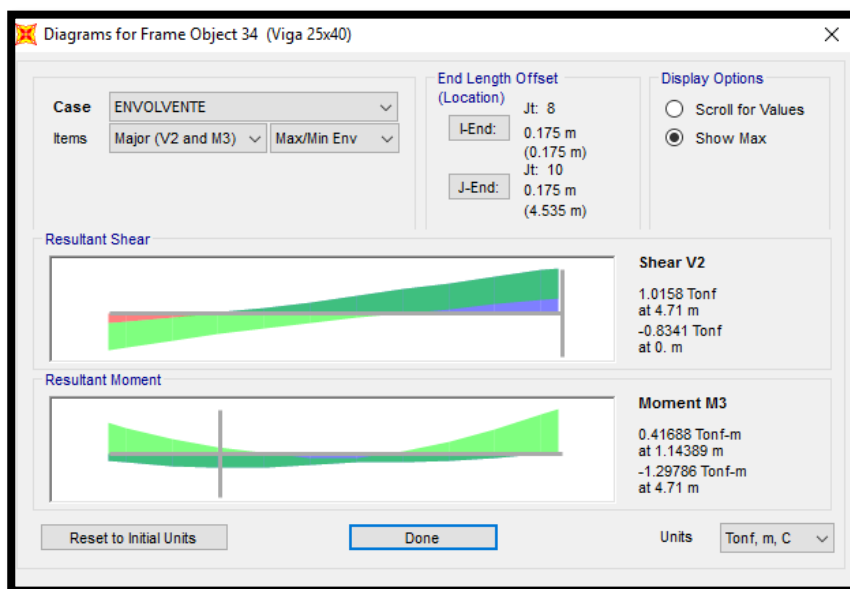 Diagrams for Frame Object 34 (Viga 25x40)
Case
ENVOLVENTE
Items
Major (V2 and M3)
Max/Min Env
End Length Offset
(Location)
I-End:
Jt: 8
0.175 m
(0.175 m)
J-End:
Jt: 10
0.175 m
(4.535 m)
Display Options
Scroll for Values
Show Max
Resultant Shear
Shear V2
1.0158 Tonf
at 4.71 m
-0.8341 Tonf
at 0. m
Resultant Moment
Moment M3
0.41688 Tonf-m
at 1.14389 m
-1.29786 Tonf-m
at 4.71 m
Reset to Initial Units
Done
Units
Tonf, m, C